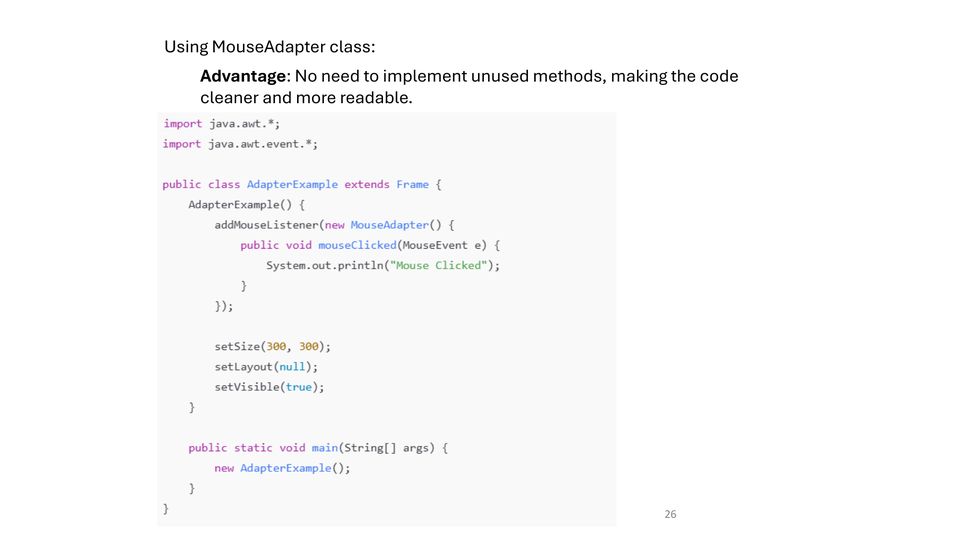 Using MouseAdapter class:
Advantage: No need to implement unused methods, making the code
cleaner and more readable.
import java.awt.*;
import java.awt.event.*;
public class AdapterExample extends Frame {
    AdapterExample() {
        addMouseListener(new MouseAdapter() {
            public void mouseClicked(MouseEvent e) {
                System.out.println("Mouse Clicked");
            }
        });
        setSize(300, 300);
        setLayout(null);
        setVisible(true);
    }
    public static void main(String[] args) {
        new AdapterExample();
    }
}
26